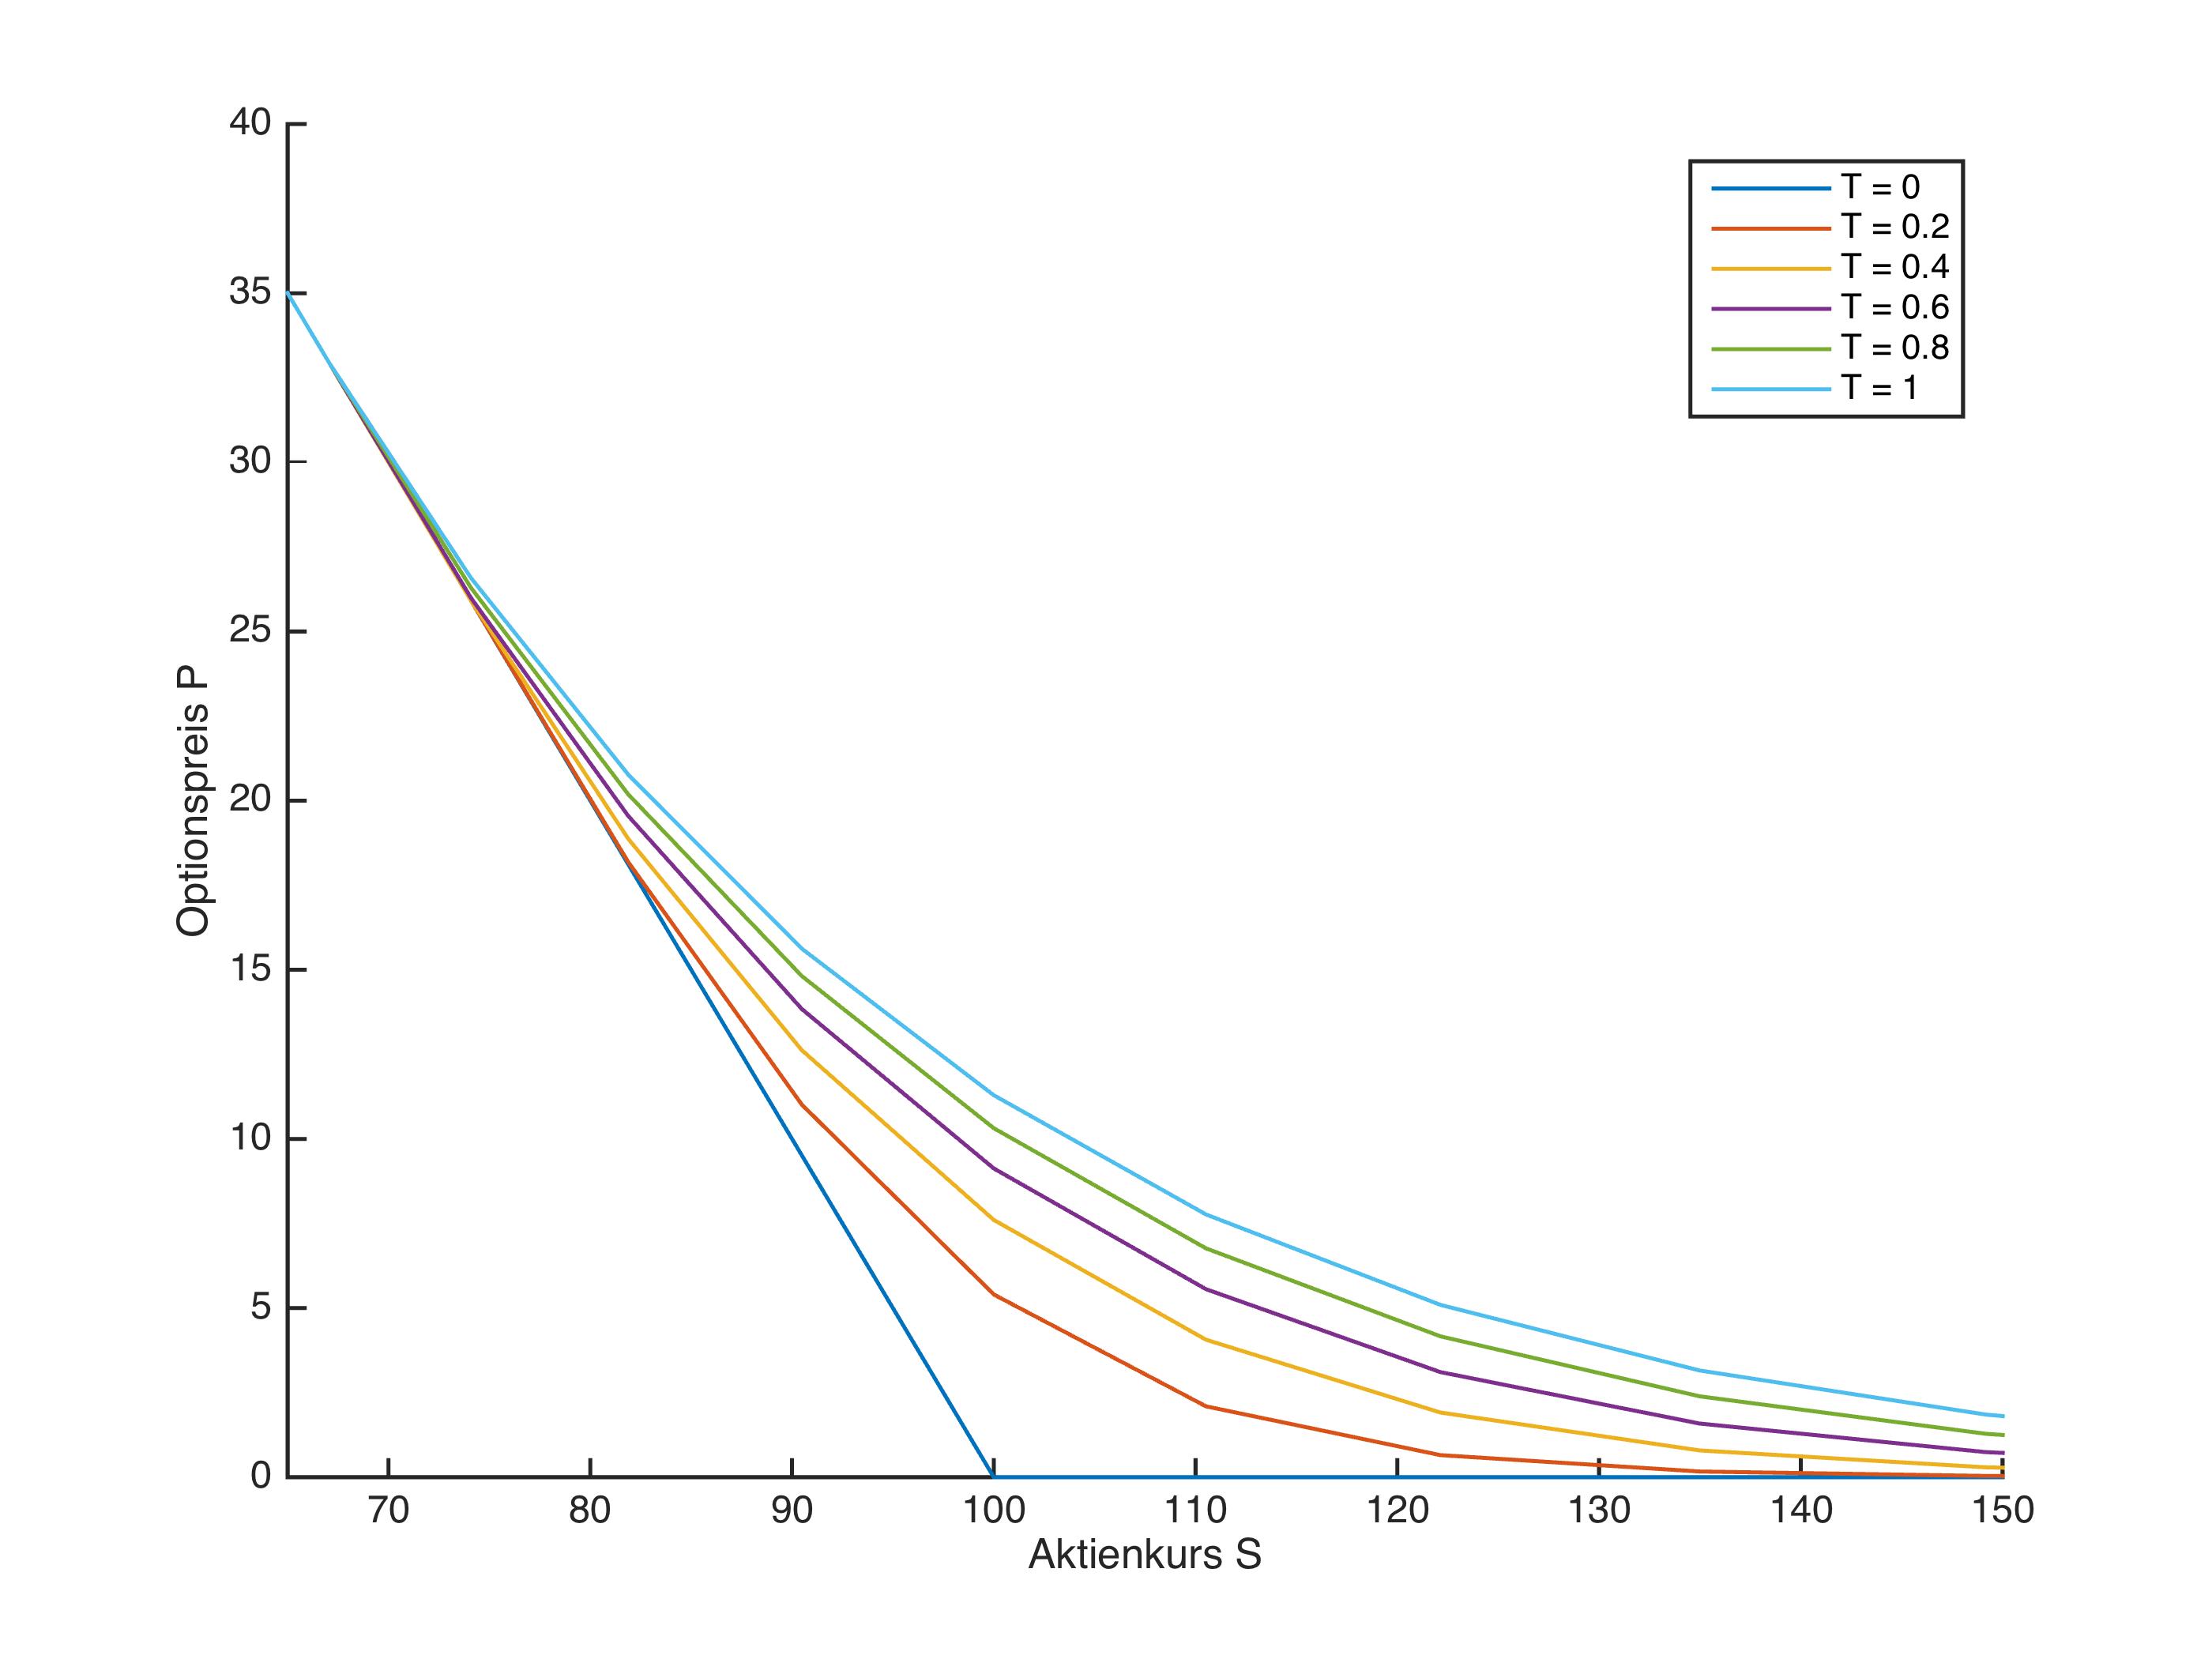 40
35
30
25
20
15
10
5
0
Optionspreis P
70 80 90 100 110 120 130 140 150
Aktienkurs S
T = 0
T = 0.2
T = 0.4
T = 0.6
T = 0.8
T = 1